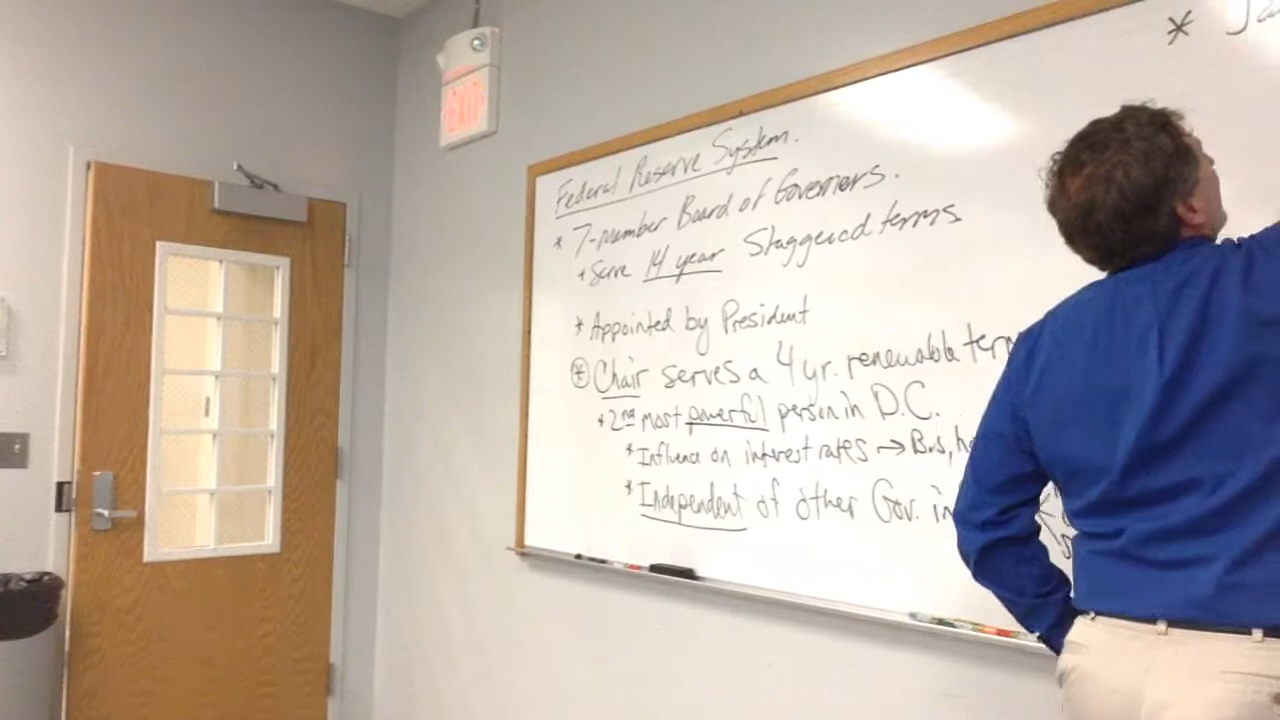 EXIT
Federal Reserve System.
* 7-member Board of Governors.
* Serve 14 year Staggered terms
* Appointed by President
* Chair serves a 4 yr. renewable term
* 2nd most powerful person in D.C.
* Influence on interest rates → Bus,
* Independent of other Gov.
*